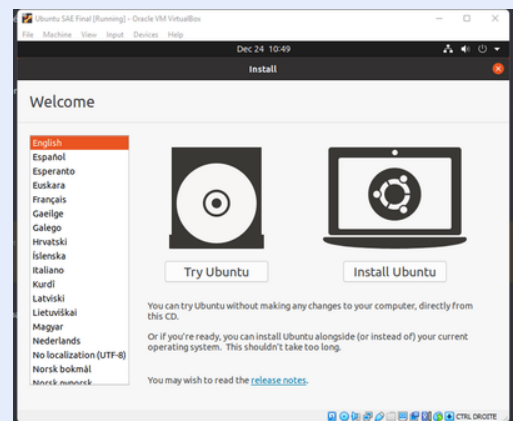 Ubuntu SAE Final [Running] - Oracle VM VirtualBox
File Machine View Input Devices Help
Dec 24 10:49
Install
Welcome
English
Español
Esperanto
Euskara
Français
Gaeilge
Galego
Hrvatski
Íslenska
Italiano
Kurdî
Latviski
Lietuviškai
Magyar
Nederlands
No localization (UTF-8)
Norsk bokmål
Norsk nynorsk
Try Ubuntu
Install Ubuntu
You can try Ubuntu without making any changes to your computer, directly from
this CD.
Or if you're ready, you can install Ubuntu alongside (or instead of) your current
operating system. This shouldn't take too long.
You may wish to read the release notes.
CTRL DROITE